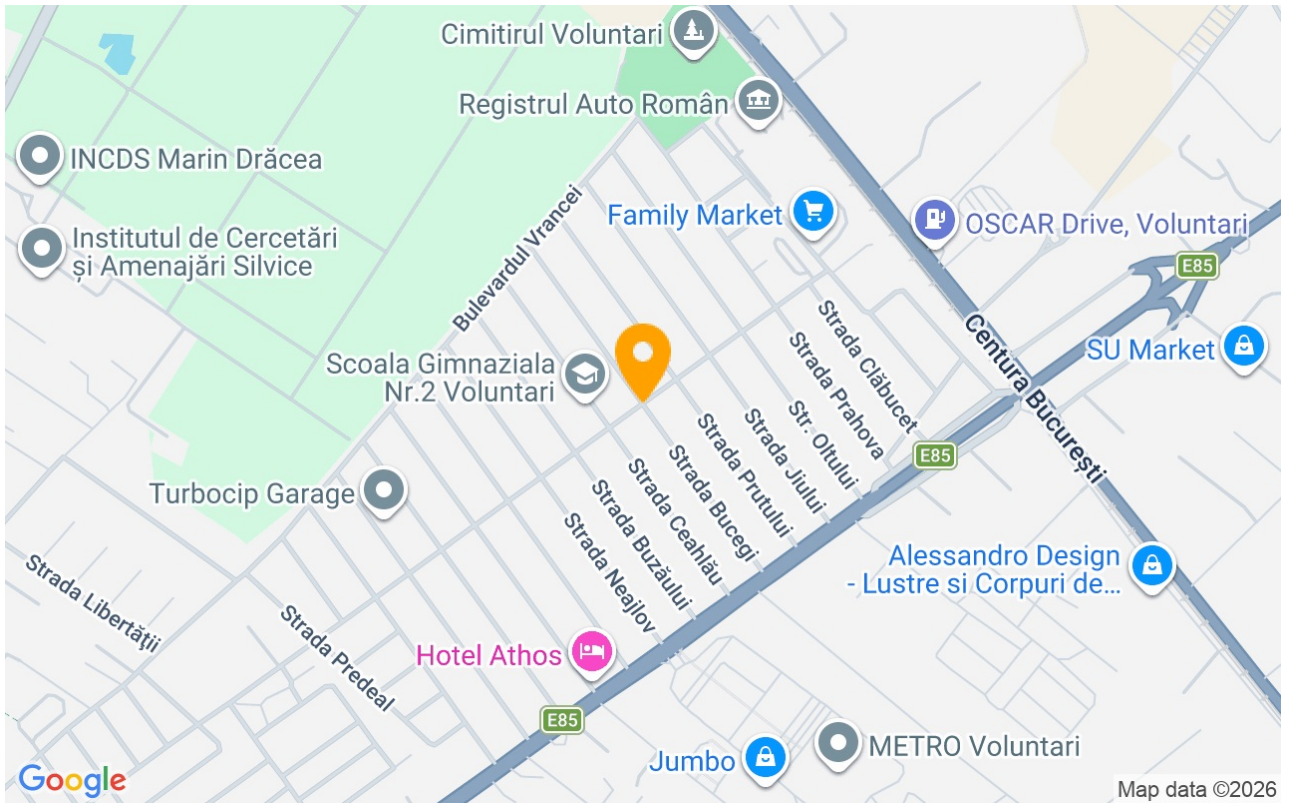 Cimitirul Voluntari
Registrul Auto Român
INCDS Marin Drăcea
Family Market
OSCAR Drive, Voluntari
Institutul de Cercetări
și Amenajări Silvice
Bulevardul Vrancei
E85
Strada Clăbucet
Centura București
SU Market
Scoala Gimnaziala
Nr.2 Voluntari
Strada Prahova
Str. Oltului
Strada Jiului
Strada Prutului
E85
Strada Bucegi
Strada Ceahlău
Strada Buzăului
Strada Neajlov
Turbocip Garage
Alessandro Design
- Lustre si Corpuri de...
Strada Libertăţii
Strada Predeal
Hotel Athos
E85
Jumbo
METRO Voluntari
Google
Map data ©2026